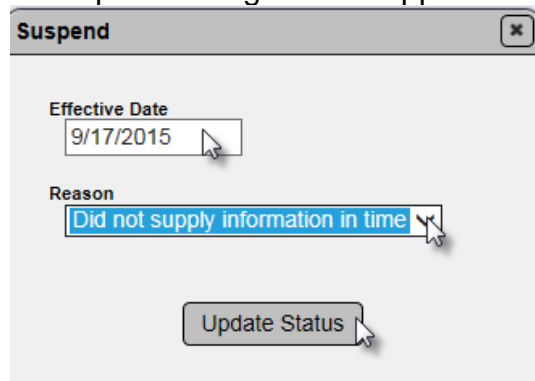 Suspend
Effective Date
9/17/2015
Reason
Did not supply information in time
Update Status